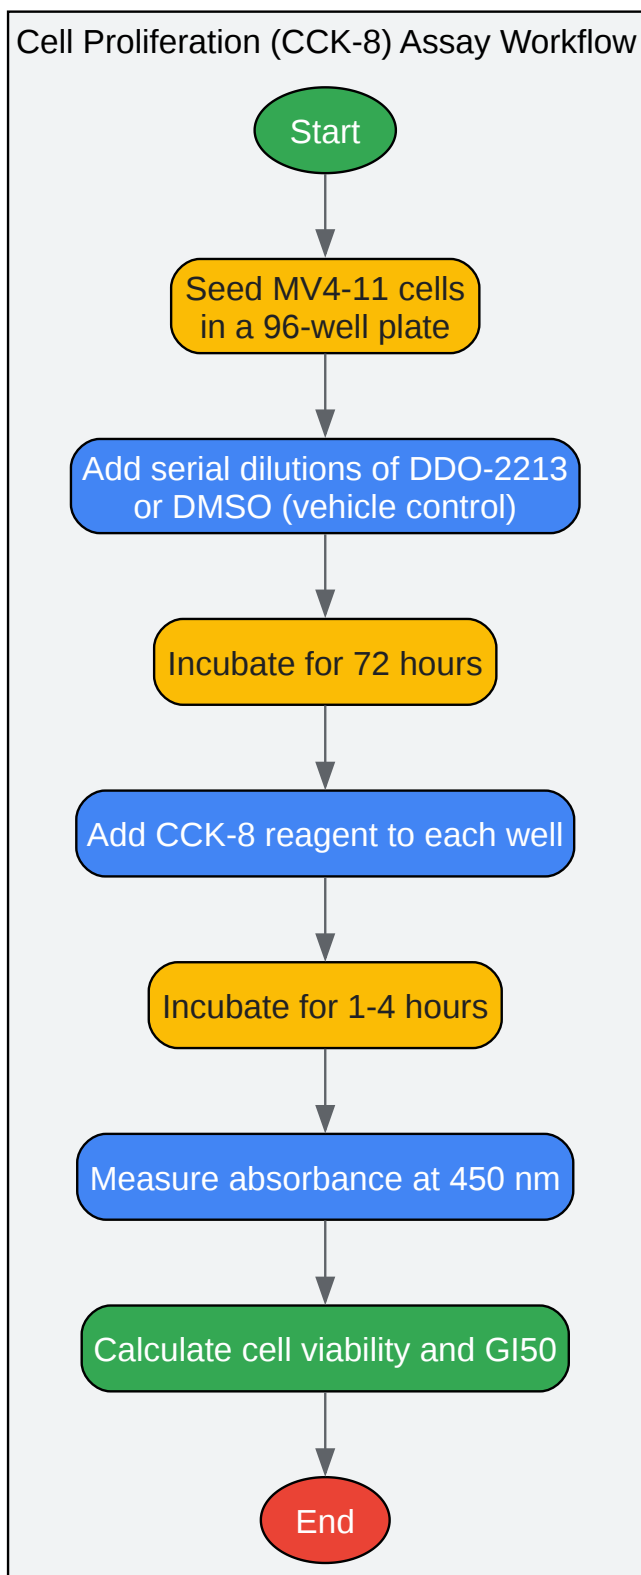 Cell Proliferation (CCK-8) Assay Workflow
Start
Seed MV4-11 cells
in a 96-well plate
Add serial dilutions of DDO-2213
or DMSO (vehicle control)
Incubate for 72 hours
Add CCK-8 reagent to each well
Incubate for 1-4 hours
Measure absorbance at 450 nm
Calculate cell viability and GI50
End